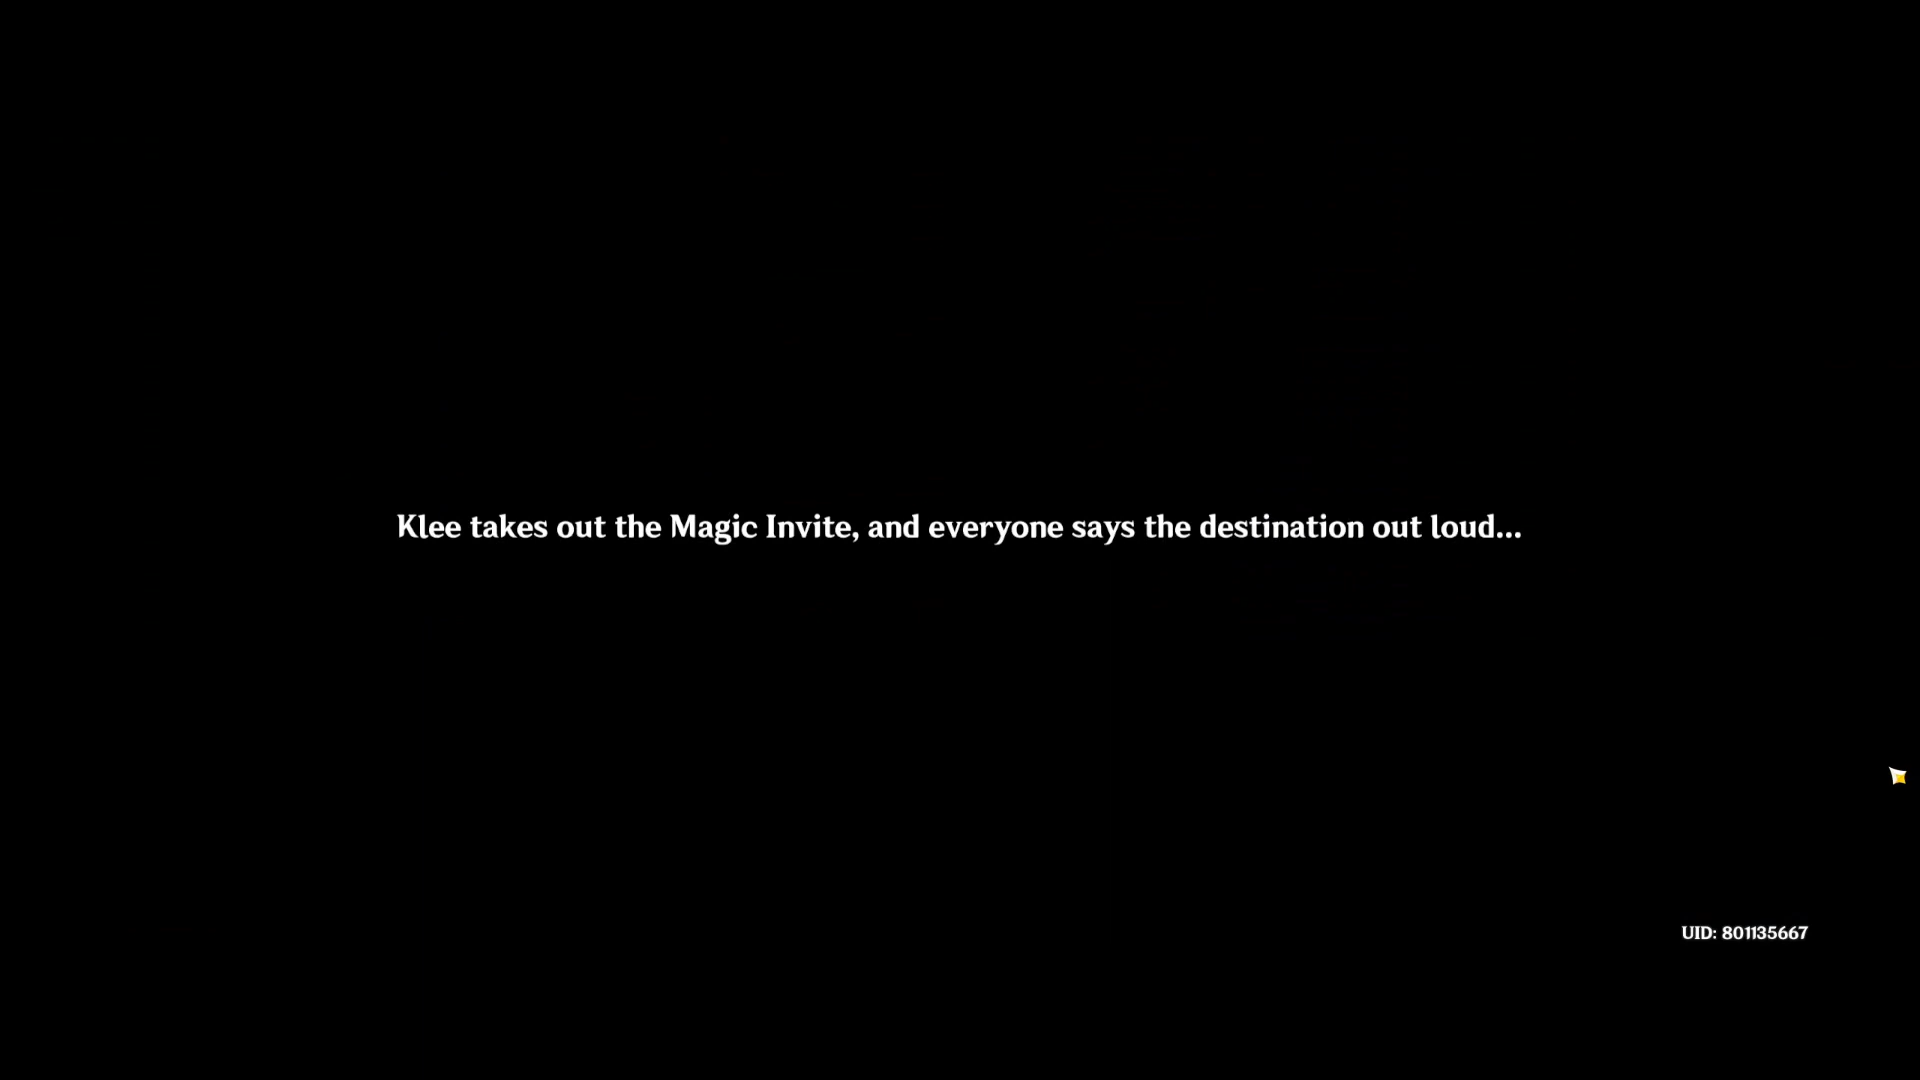 Klee takes out the Magic Invite, and everyone says the destination out loud...
UID: 801135667